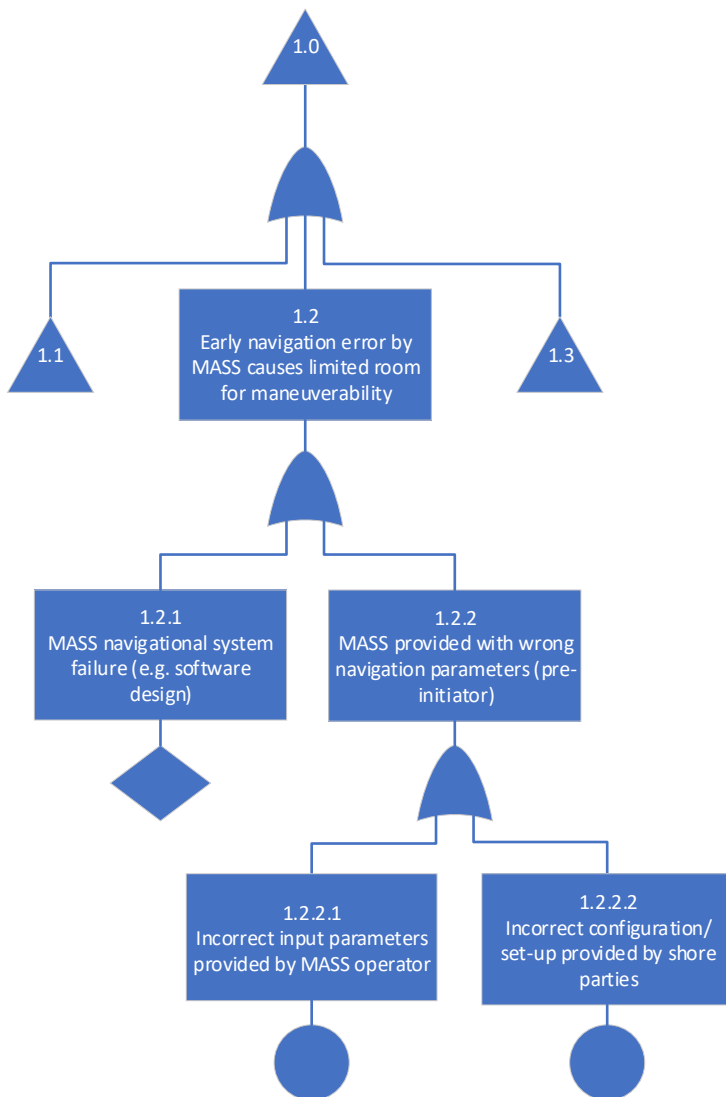 1.0
1.1
1.2
Early navigation error by
MASS causes limited room
for maneuverability
1.3
1.2.1
MASS navigational system
failure (e.g. software
design)
1.2.2
MASS provided with wrong
navigation parameters (pre-
initiator)
1.2.2.1
Incorrect input parameters
provided by MASS operator
1.2.2.2
Incorrect configuration/
set-up provided by shore
parties